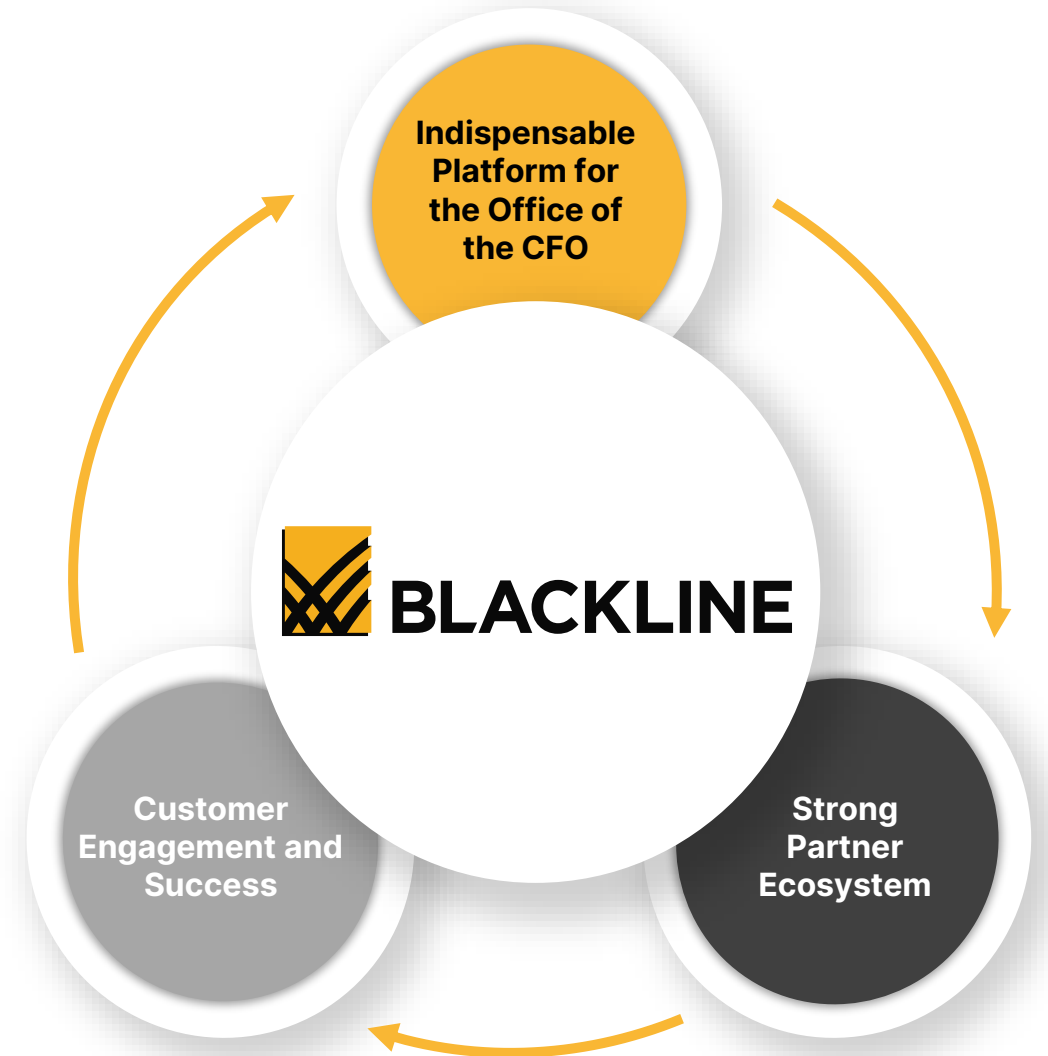 Indispensable
Platform for
the Office of
the CFO
BLACKLINE
Customer
Engagement and
Success
Strong
Partner
Ecosystem